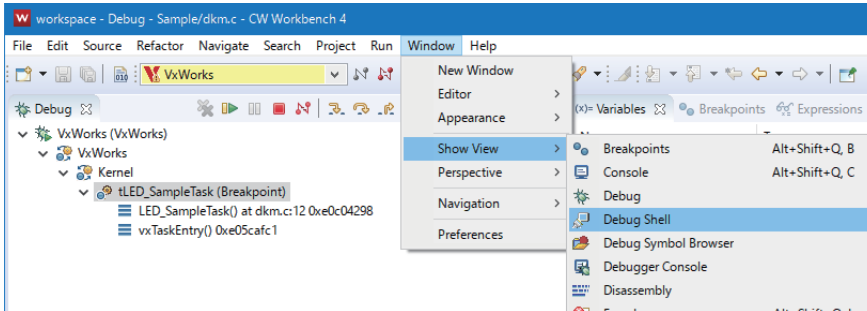 workspace - Debug - Sample/dkm.c - CW Workbench 4
File Edit Source Refactor Navigate Search Project Run Window Help
VxWorks
Debug
VxWorks (VxWorks)
VxWorks
Kernel
tLED_SampleTask (Breakpoint)
LED_SampleTask() at dkm.c:12 0xe0c04298
vxTaskEntry() 0xe05cafc1
New Window
Editor >
Appearance >
Show View >
Perspective >
Navigation >
Preferences
(x)= Variables Breakpoints Expressions
Breakpoints Alt+Shift+Q, B
Console Alt+Shift+Q, C
Debug
Debug Shell
Debug Symbol Browser
Debugger Console
Disassembly